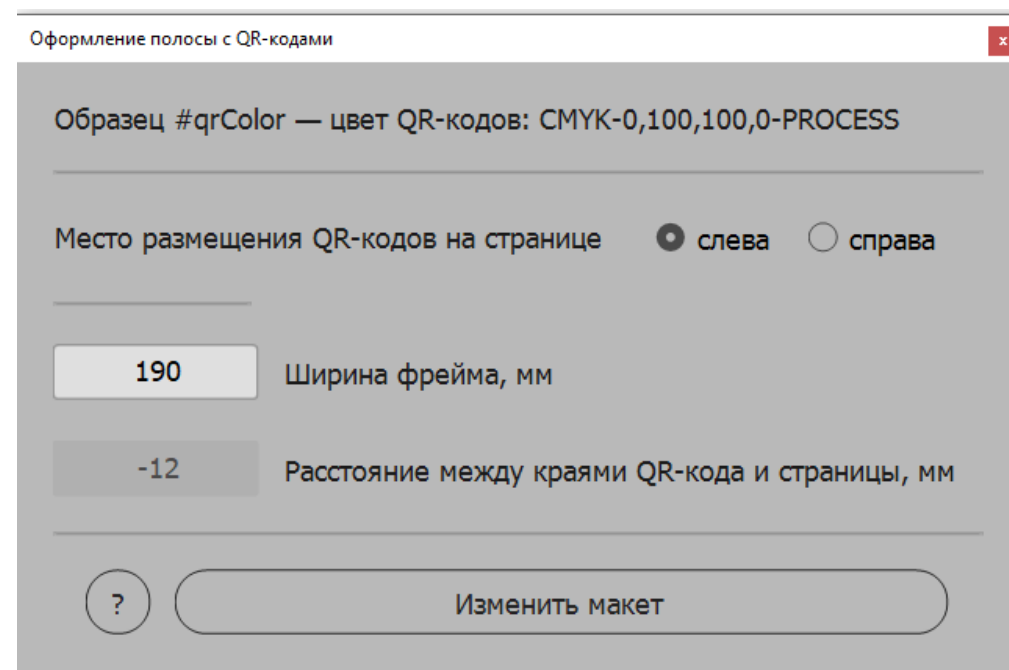 Оформление полосы с QR-кодами
x
Образец #qrColor — цвет QR-кодов: CMYK-0,100,100,0-PROCESS
Место размещения QR-кодов на странице слева справа
190 Ширина фрейма, мм
-12 Расстояние между краями QR-кода и страницы, мм
? Изменить макет